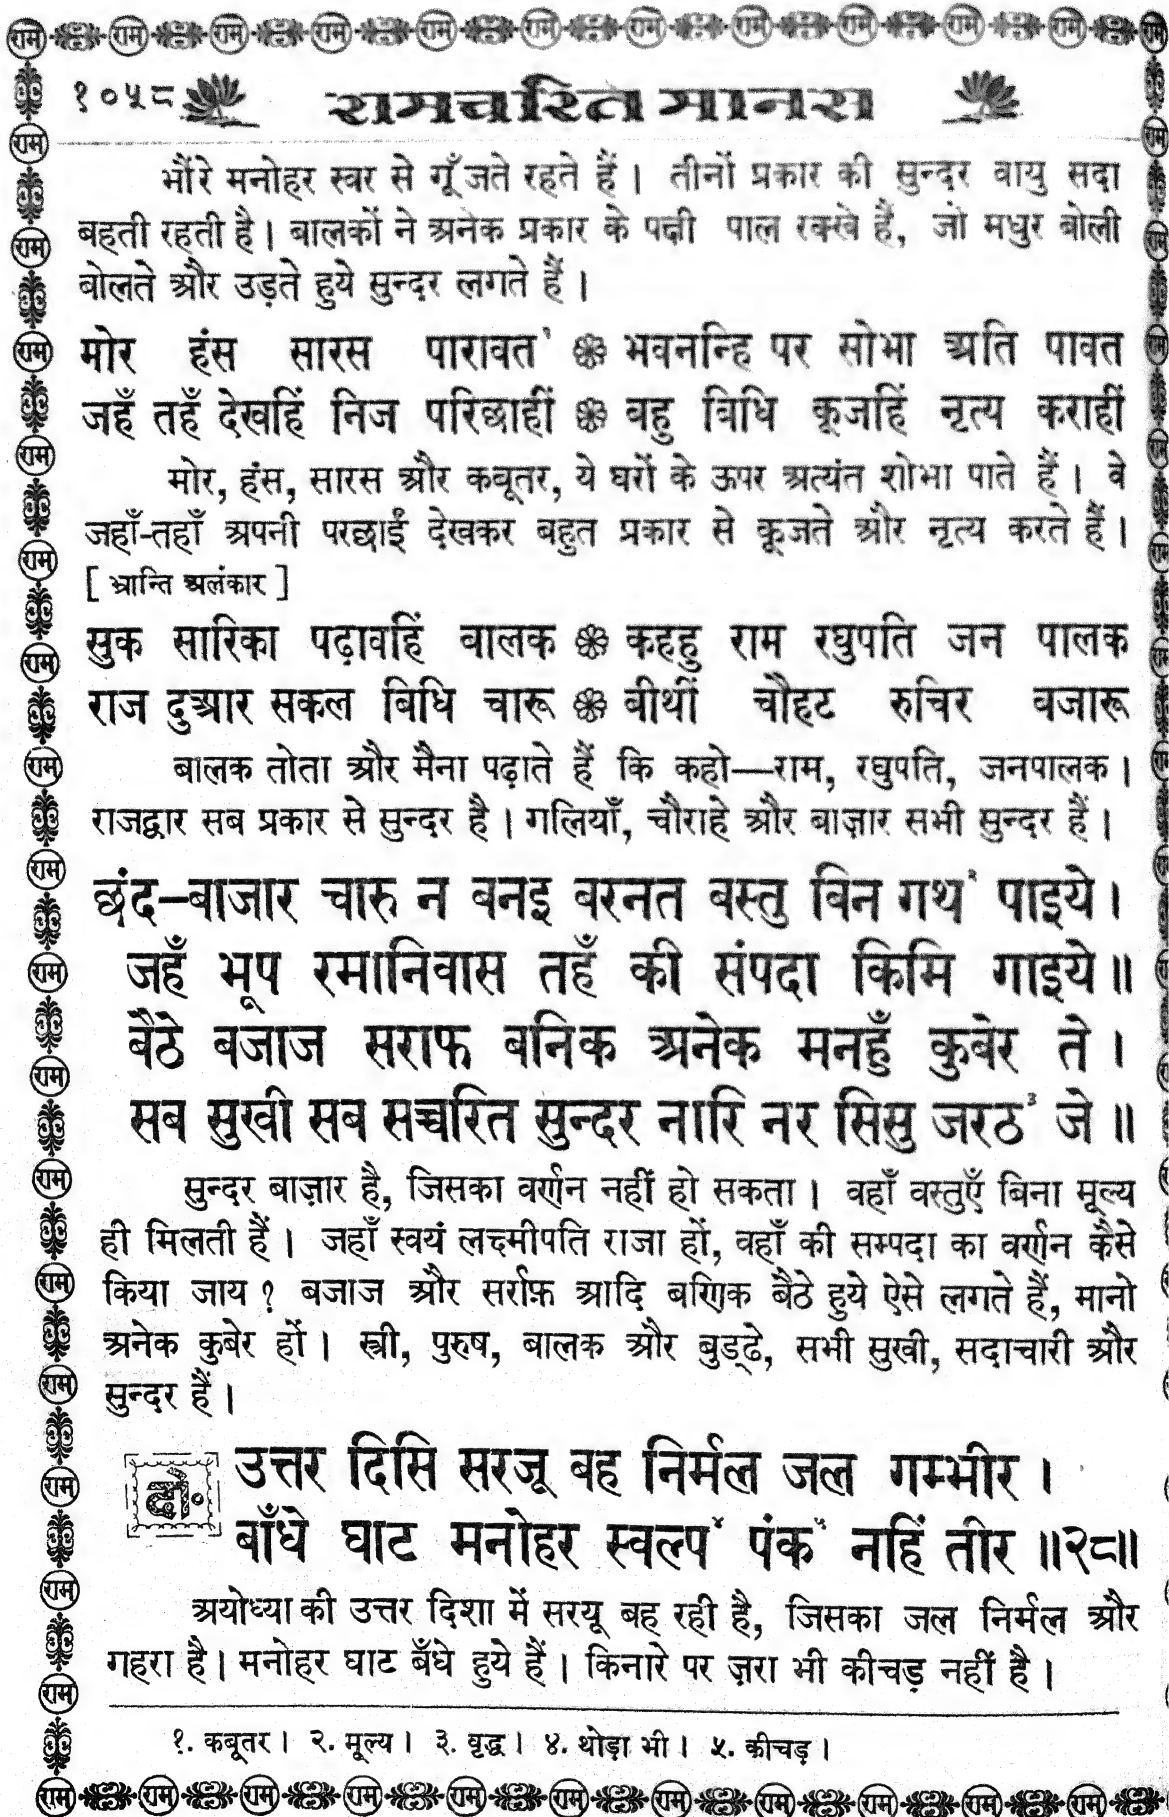 १०५८ रामचरितमानस
भौंरे मनोहर स्वर से गूँजते रहते हैं। तीनों प्रकार की सुन्दर वायु सदा
बहती रहती है। बालकों ने अनेक प्रकार के पक्षी पाल रक्खे हैं, जो मधुर बोली
बोलते और उड़ते हुये सुन्दर लगते हैं।
मोर हंस सारस पारावत१ ❁ भवनन्हि पर सोभा अति पावत
जहँ तहँ देखहिं निज परिछाहीं ❁ बहु बिधि कूजहिं नृत्य कराहीं
मोर, हंस, सारस और कबूतर, ये घरों के ऊपर अत्यंत शोभा पाते हैं। वे
जहाँ-तहाँ अपनी परछाईं देखकर बहुत प्रकार से कूजते और नृत्य करते हैं।
[ भ्रान्ति अलंकार ]
सुक सारिका पढ़ावहिं बालक ❁ कहहु राम रघुपति जन पालक
राज दुआर सकल बिधि चारू ❁ बीथीं चौहट रुचिर बजारू
बालक तोता और मैना पढ़ाते हैं कि कहो—राम, रघुपति, जनपालक।
राजद्वार सब प्रकार से सुन्दर है। गलियाँ, चौराहे और बाज़ार सभी सुन्दर हैं।
छंद–बाजार चारु न बनइ बरनत बस्तु बिन गथ२ पाइये।
जहँ भूप रमानिवास तहँ की संपदा किमि गाइये॥
बैठे बजाज सराफ बनिक अनेक मनहुँ कुबेर ते।
सब सुखी सब सच्चरित सुन्दर नारि नर सिसु जरठ३ जे॥
सुन्दर बाज़ार है, जिसका वर्णन नहीं हो सकता। वहाँ वस्तुएँ बिना मूल्य
ही मिलती हैं। जहाँ स्वयं लक्ष्मीपति राजा हों, वहाँ की सम्पदा का वर्णन कैसे
किया जाय? बजाज और सर्राफ़ आदि बणिक बैठे हुये ऐसे लगते हैं, मानो
अनेक कुबेर हों। स्त्री, पुरुष, बालक और बुड्ढे, सभी सुखी, सदाचारी और
सुन्दर हैं।
दो॰ उत्तर दिसि सरजू बह निर्मल जल गम्भीर।
बाँधे घाट मनोहर स्वल्प४ पंक५ नहिं तीर॥२८॥
अयोध्या की उत्तर दिशा में सरयू बह रही है, जिसका जल निर्मल और
गहरा है। मनोहर घाट बँधे हुये हैं। किनारे पर ज़रा भी कीचड़ नहीं है।
१. कबूतर। २. मूल्य। ३. वृद्ध। ४. थोड़ा भी। ५. कीचड़।